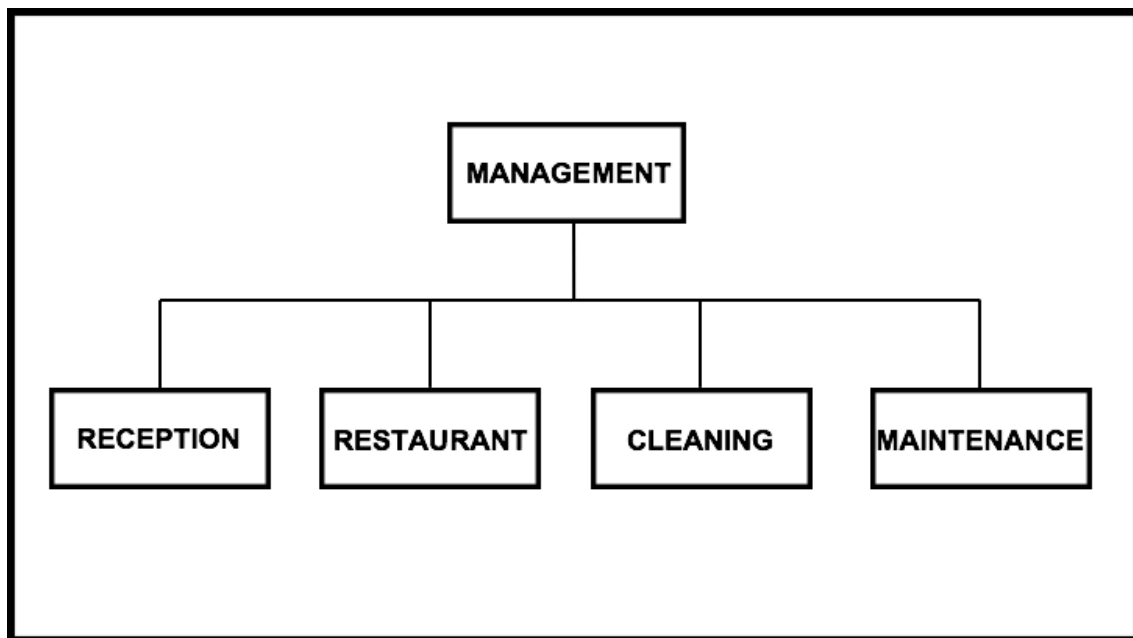 MANAGEMENT
RECEPTION
RESTAURANT
CLEANING
MAINTENANCE